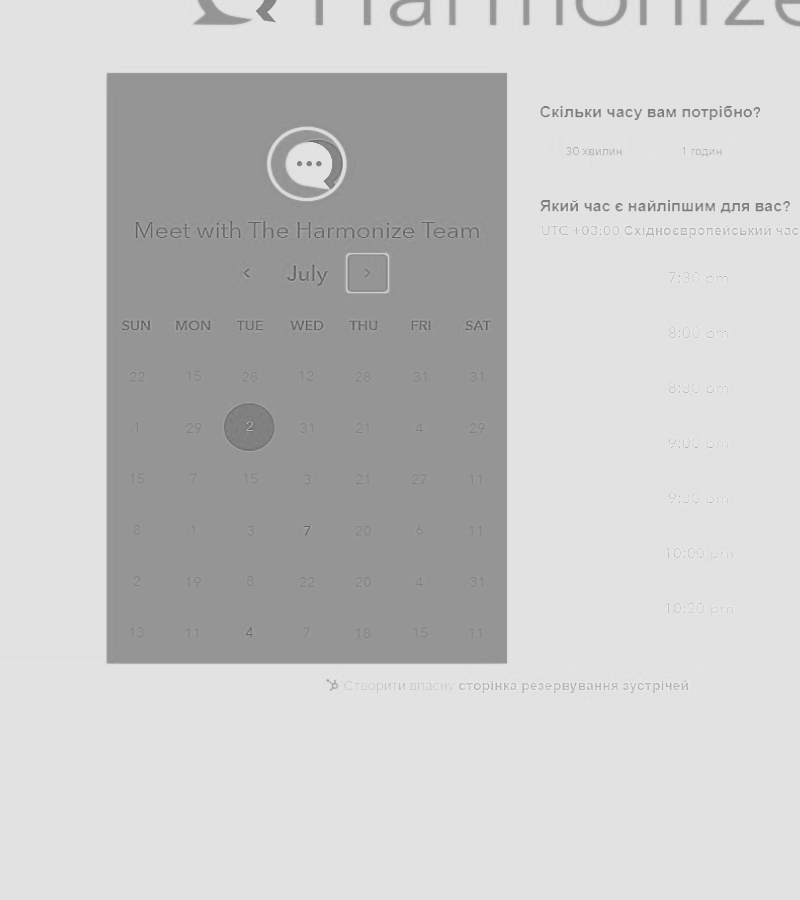 Harmonize
Meet with The Harmonize Team
July
SUN MON TUE WED THU FRI SAT
22 15 28 12 28 31 31
1 29 2 31 21 4 29
15 7 15 3 21 27 11
8 1 3 7 20 6 11
2 19 8 22 20 4 31
13 11 4 7 18 15 11
Скільки часу вам потрібно?
30 хвилин 1 годин
Який час є найліпшим для вас?
UTC +03:00 Східноєвропейський час
7:30 pm
8:00 pm
8:30 pm
9:00 pm
9:30 pm
10:00 pm
10:30 pm
Створити власну сторінка резервування зустрічей